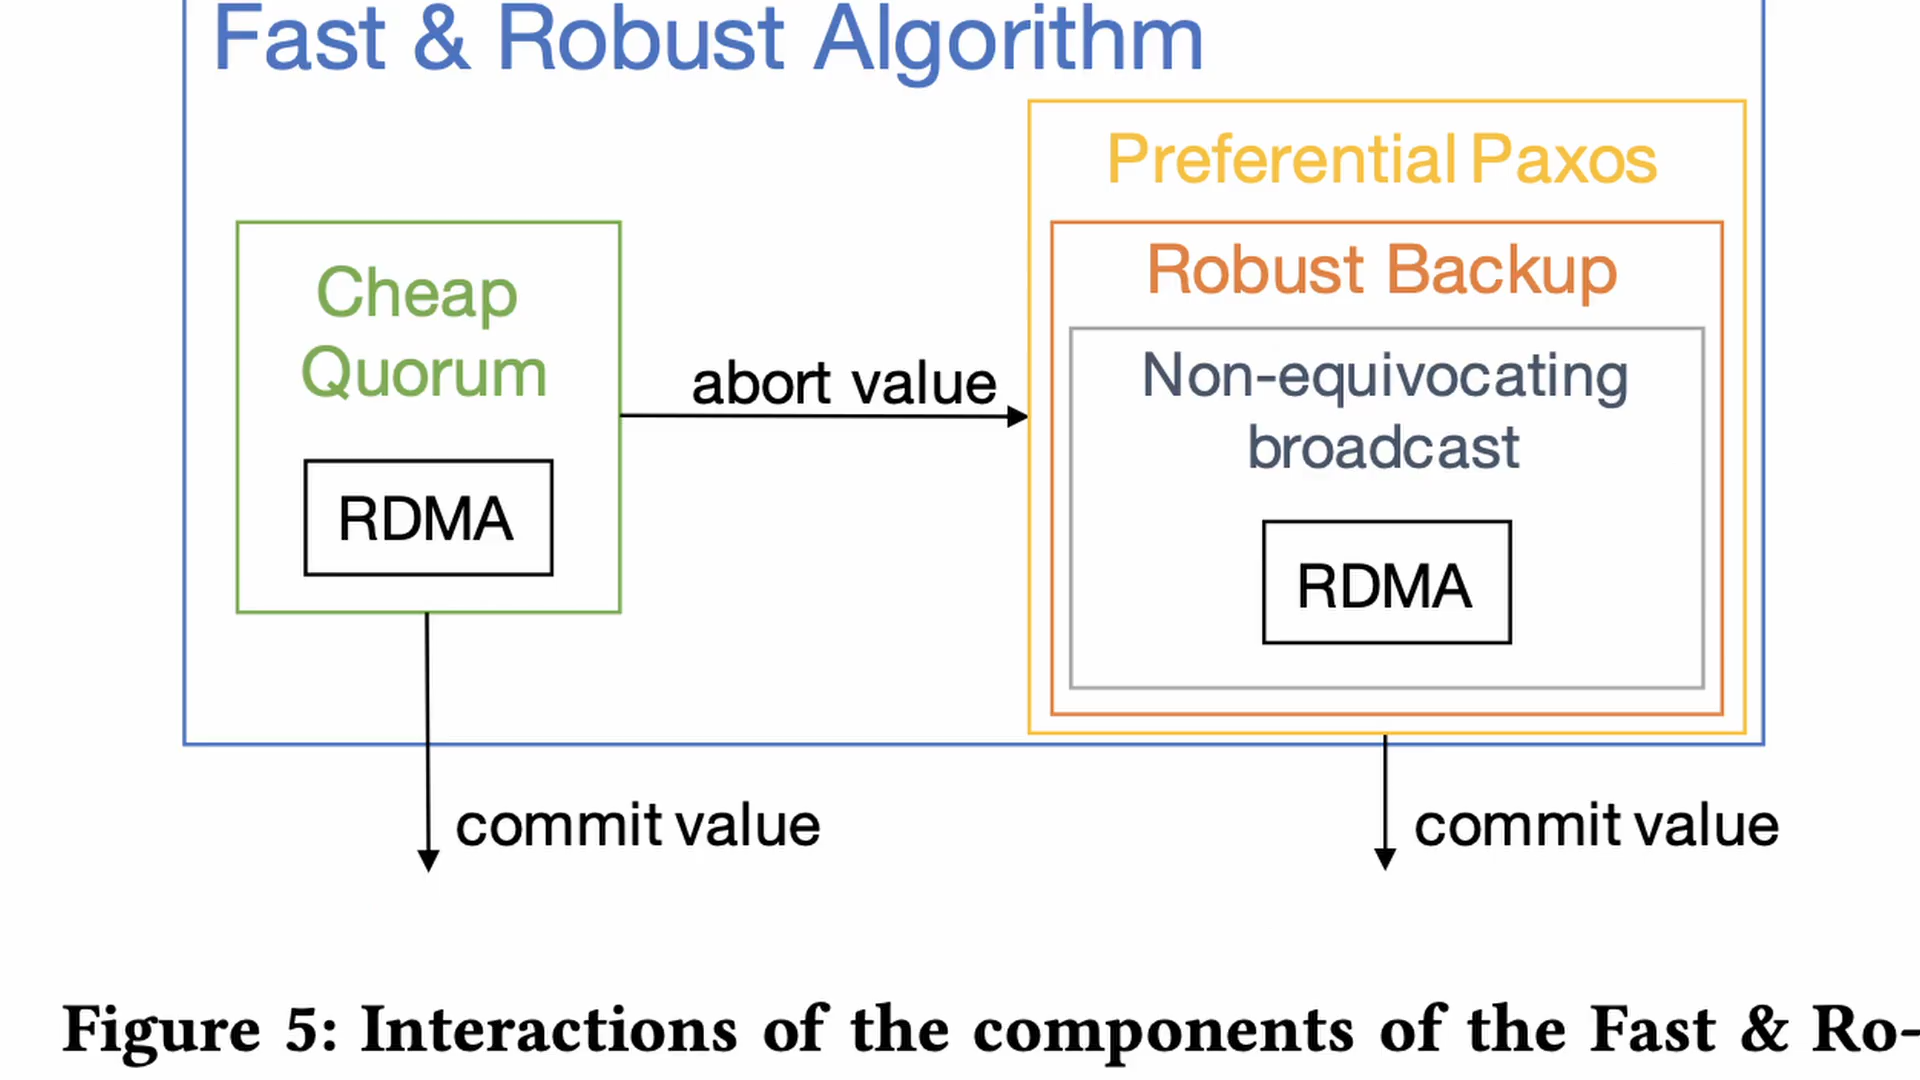 Fast & Robust Algorithm
Preferential Paxos
Robust Backup
Cheap
Quorum
abort value
Non-equivocating
broadcast
RDMA
RDMA
commit value
commit value
Figure 5: Interactions of the components of the Fast & Ro-